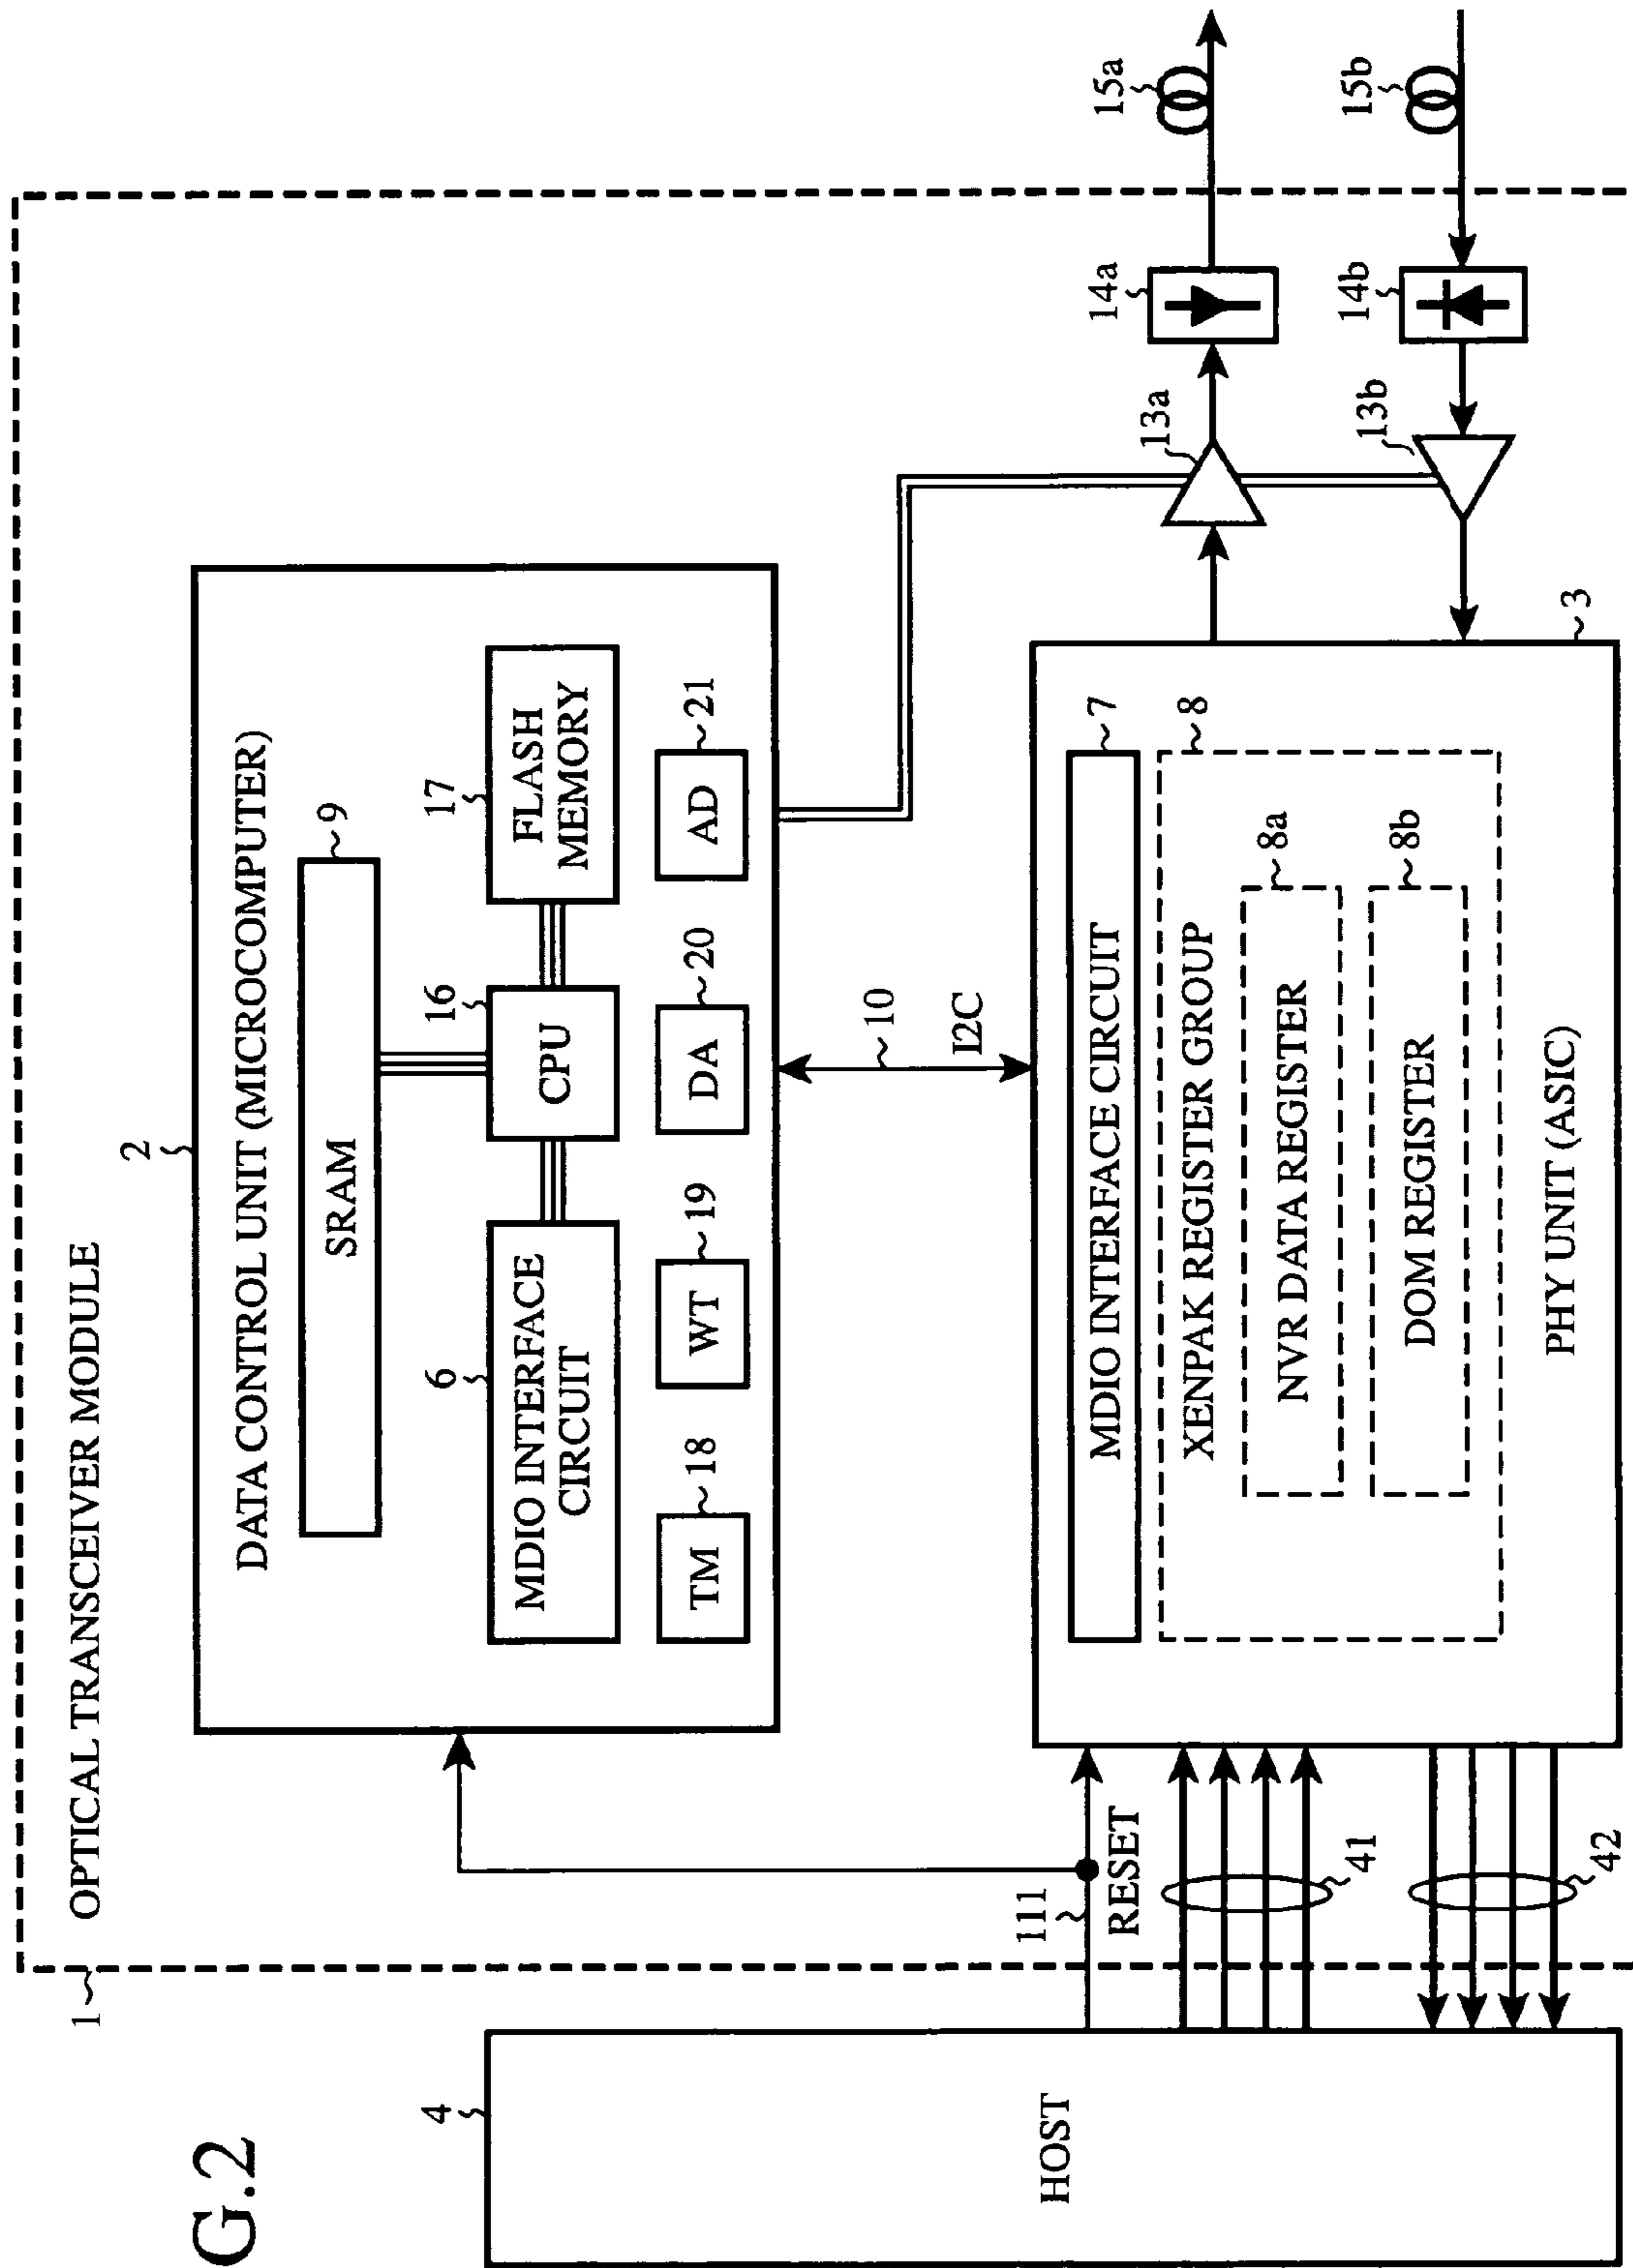 G.2
1
OPTICAL TRANSCEIVER MODULE
2
DATA CONTROL UNIT (MICROCOMPUTER)
SRAM
9
6
MDIO INTERFACE
CIRCUIT
16
CPU
17
FLASH
MEMORY
TM
18
WT
19
DA
20
AD
21
10
I2C
4
HOST
111
RESET
41
42
MDIO INTERFACE CIRCUIT
7
XENPAK REGISTER GROUP
8
NVR DATA REGISTER
8a
DOM REGISTER
8b
PHY UNIT (ASIC)
3
13a
14a
15a
13b
14b
15b